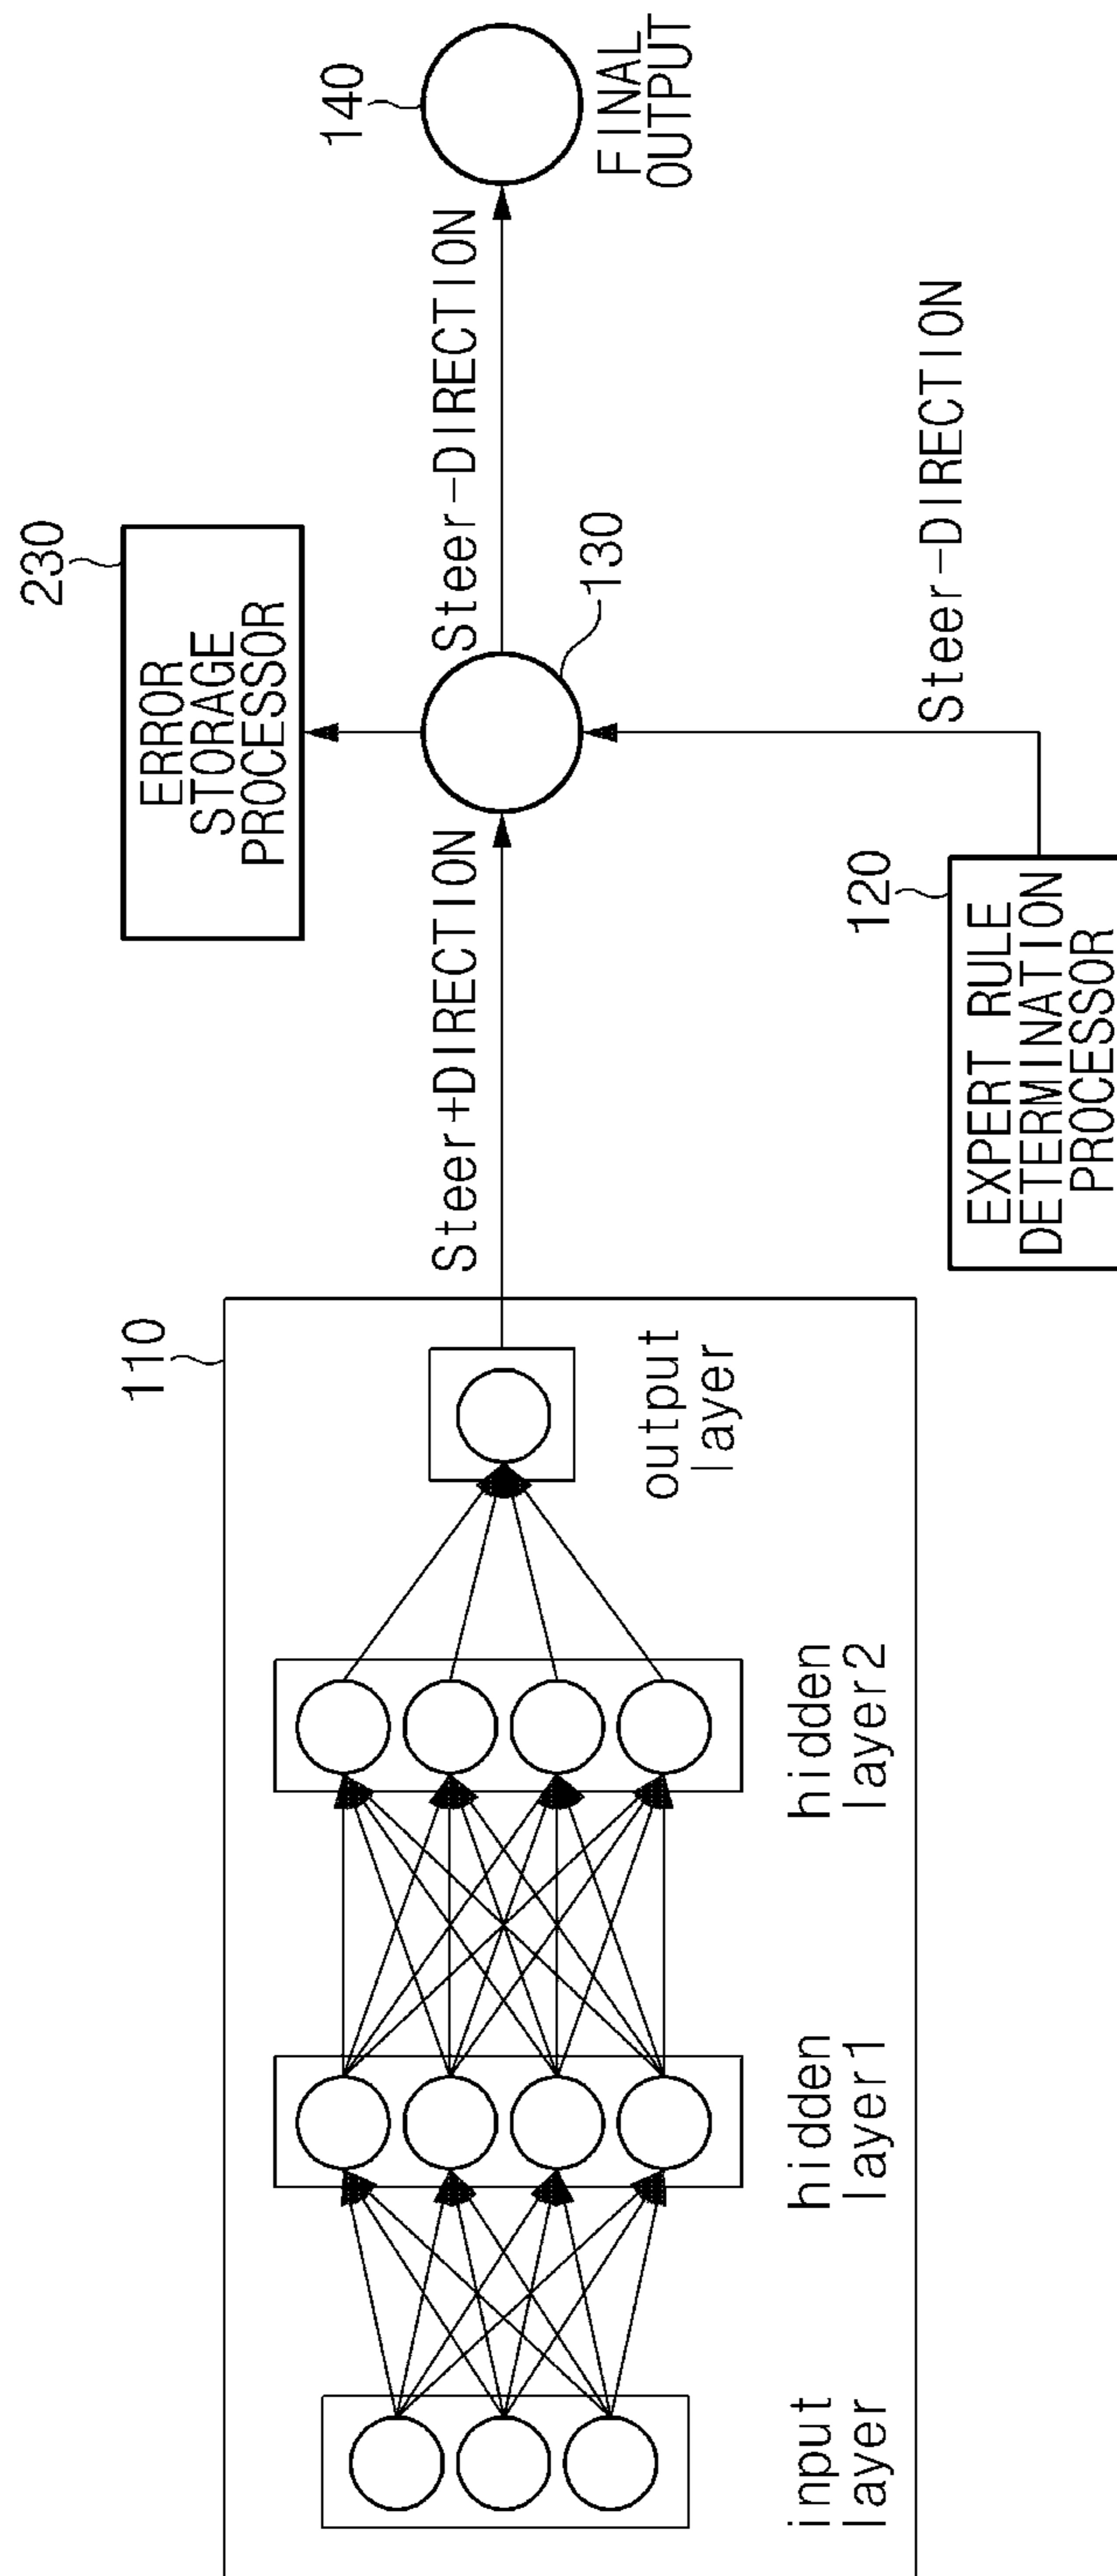 110
input
layer
hidden
layer1
hidden
layer2
output
layer
Steer+DIRECTION
230
ERROR
STORAGE
PROCESSOR
130
120
EXPERT RULE
DETERMINATION
PROCESSOR
Steer-DIRECTION
Steer-DIRECTION
140
FINAL
OUTPUT